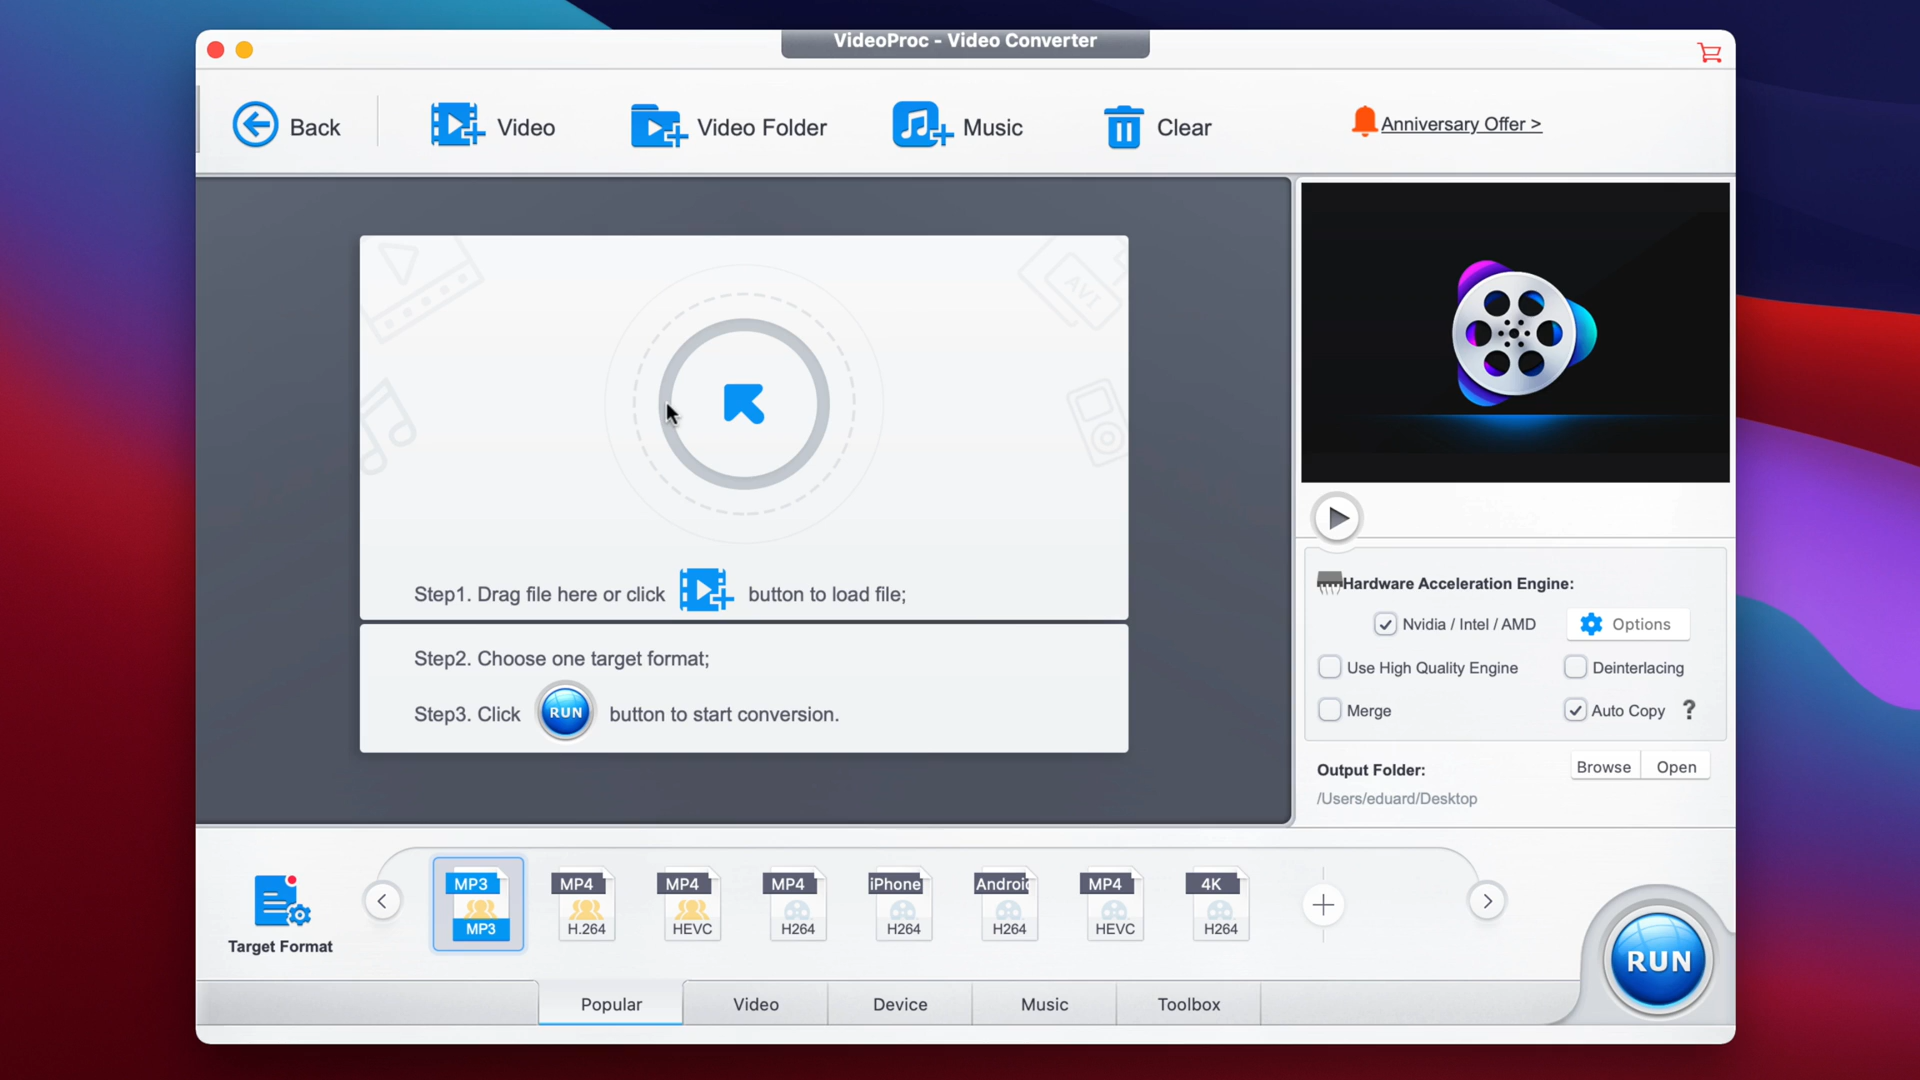 VideoProc - Video Converter
Back
Video
Video Folder
Music
Clear
Anniversary Offer >
AVI
Step1. Drag file here or click button to load file;
Step2. Choose one target format;
Step3. Click RUN button to start conversion.
Hardware Acceleration Engine:
Nvidia / Intel / AMD
Options
Use High Quality Engine
Deinterlacing
Merge
Auto Copy ?
Output Folder:
Browse
Open
/Users/eduard/Desktop
Target Format
MP3
MP3
MP4
H.264
MP4
HEVC
MP4
H264
iPhone
H264
Android
H264
MP4
HEVC
4K
H264
RUN
Popular
Video
Device
Music
Toolbox